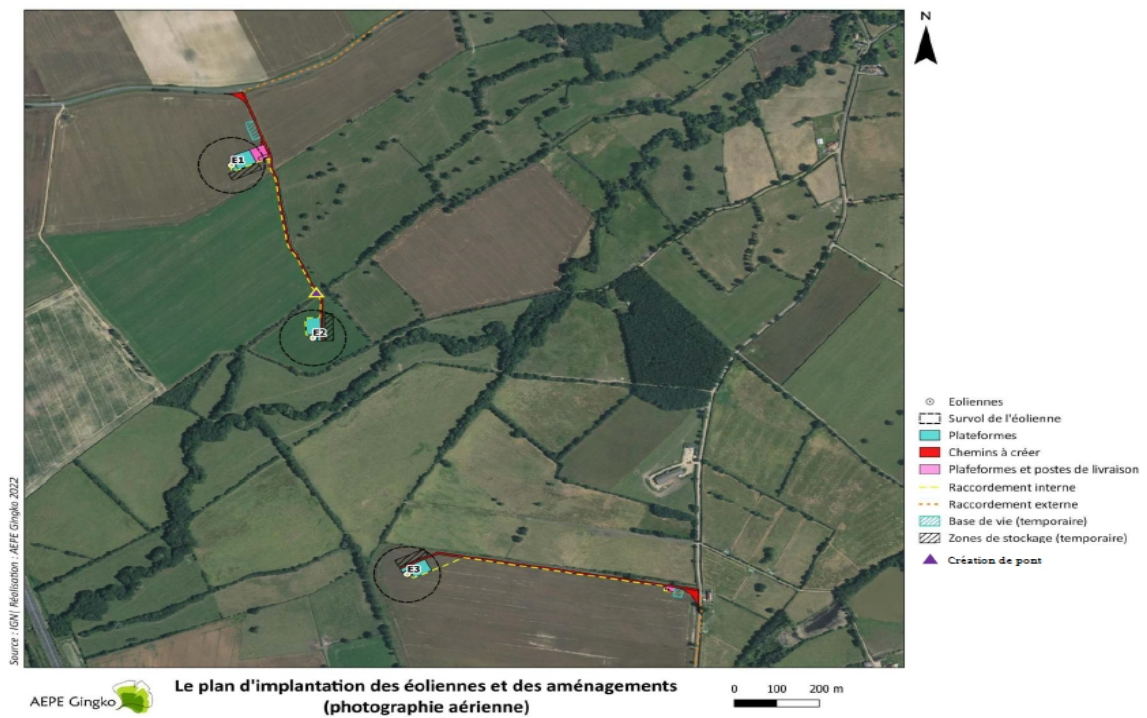 N
E1
E2
E3
Eoliennes
Survol de l'éolienne
Plateformes
Chemins à créer
Plateformes et postes de livraison
Raccordement interne
Raccordement externe
Base de vie (temporaire)
Zones de stockage (temporaire)
Création de pont
Source : IGN | Réalisation : AEPE Gingko 2022
AEPE Gingko
Le plan d'implantation des éoliennes et des aménagements
(photographie aérienne)
0 100 200 m